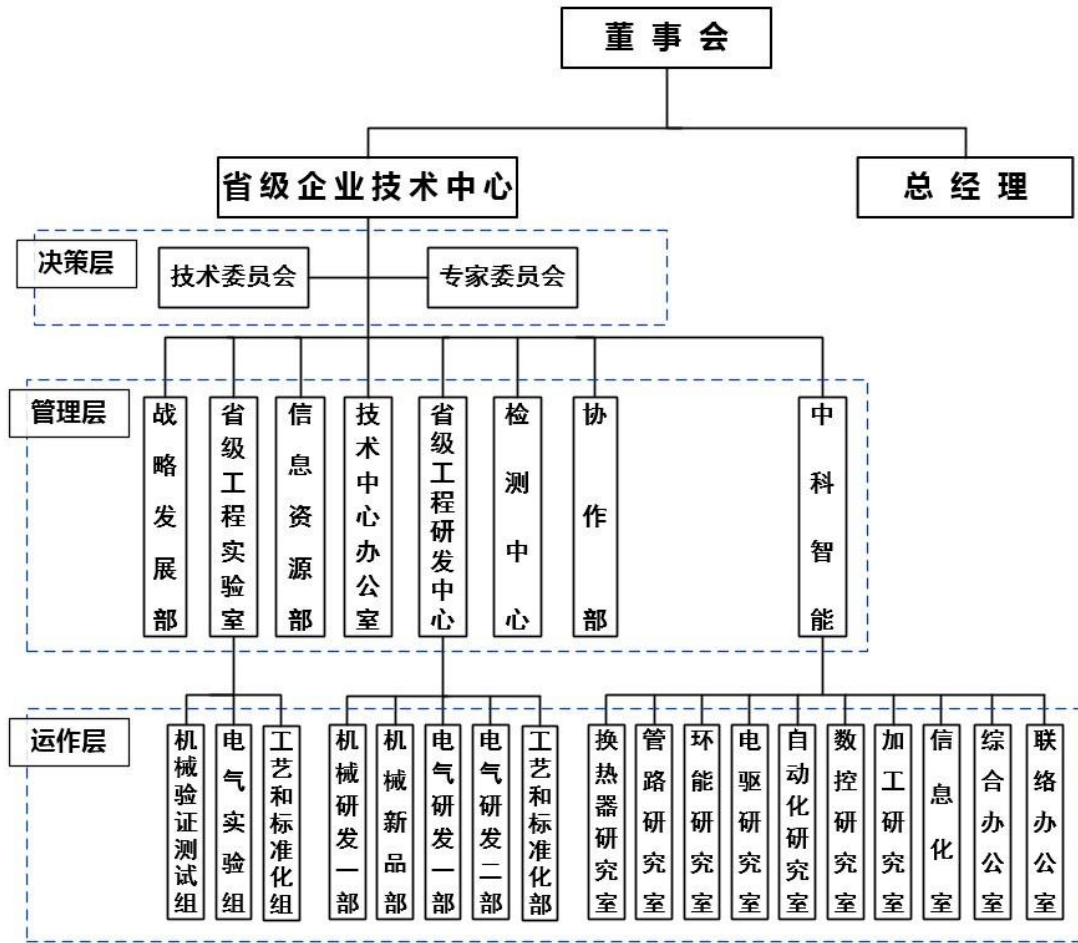 董事会
省级企业技术中心
总经理
决策层
技术委员会
专家委员会
管理层
战略发展部
省级工程实验室
信息资源部
技术中心办公室
省级工程研发中心
检测中心
协作部
中科智能
运作层
机械验证测试组
电气实验组
工艺和标准化组
机械研发一部
机械新品部
电气研发一部
电气研发二部
工艺和标准化部
换热器研究室
管路研究室
环能研究室
电驱研究室
自动化研究室
数控研究室
加工研究室
信息化
综合办公室
联络办公室